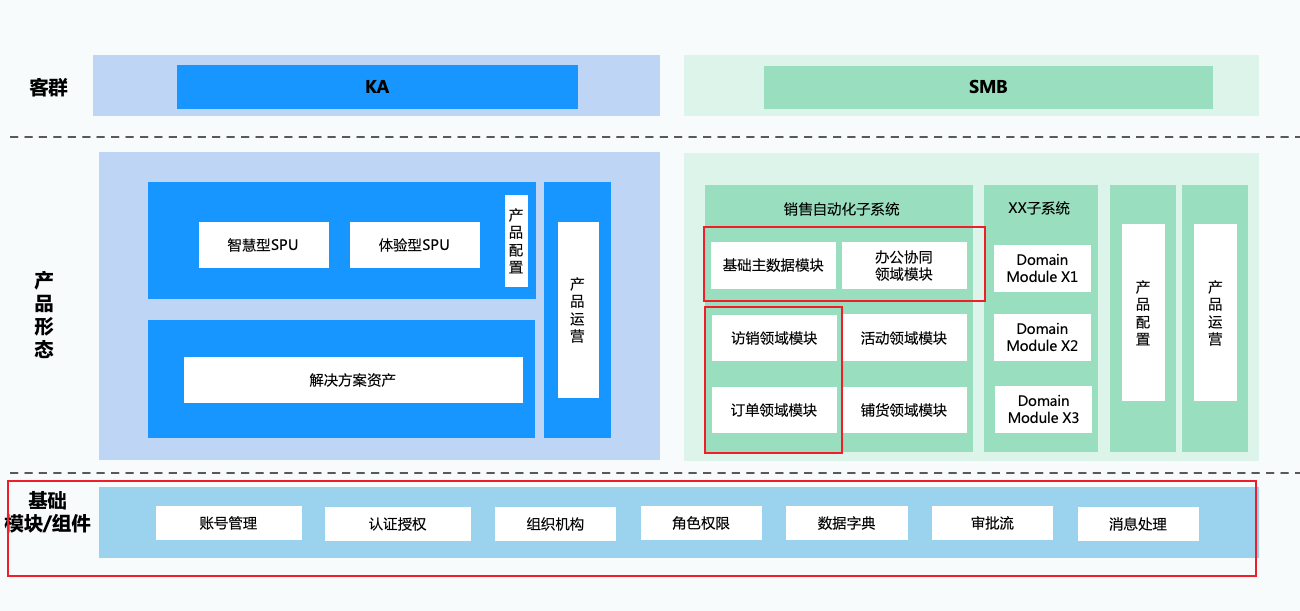 客群
KA
SMB
产
品
形
态
智慧型SPU
体验型SPU
产
品
配
置
产
品
运
营
解决方案资产
销售自动化子系统
基础主数据模块
办公协同
领域模块
访销领域模块
活动领域模块
订单领域模块
铺货领域模块
XX子系统
Domain
Module X1
Domain
Module X2
Domain
Module X3
产
品
配
置
产
品
运
营
基础
模块/组件
账号管理
认证授权
组织机构
角色权限
数据字典
审批流
消息处理